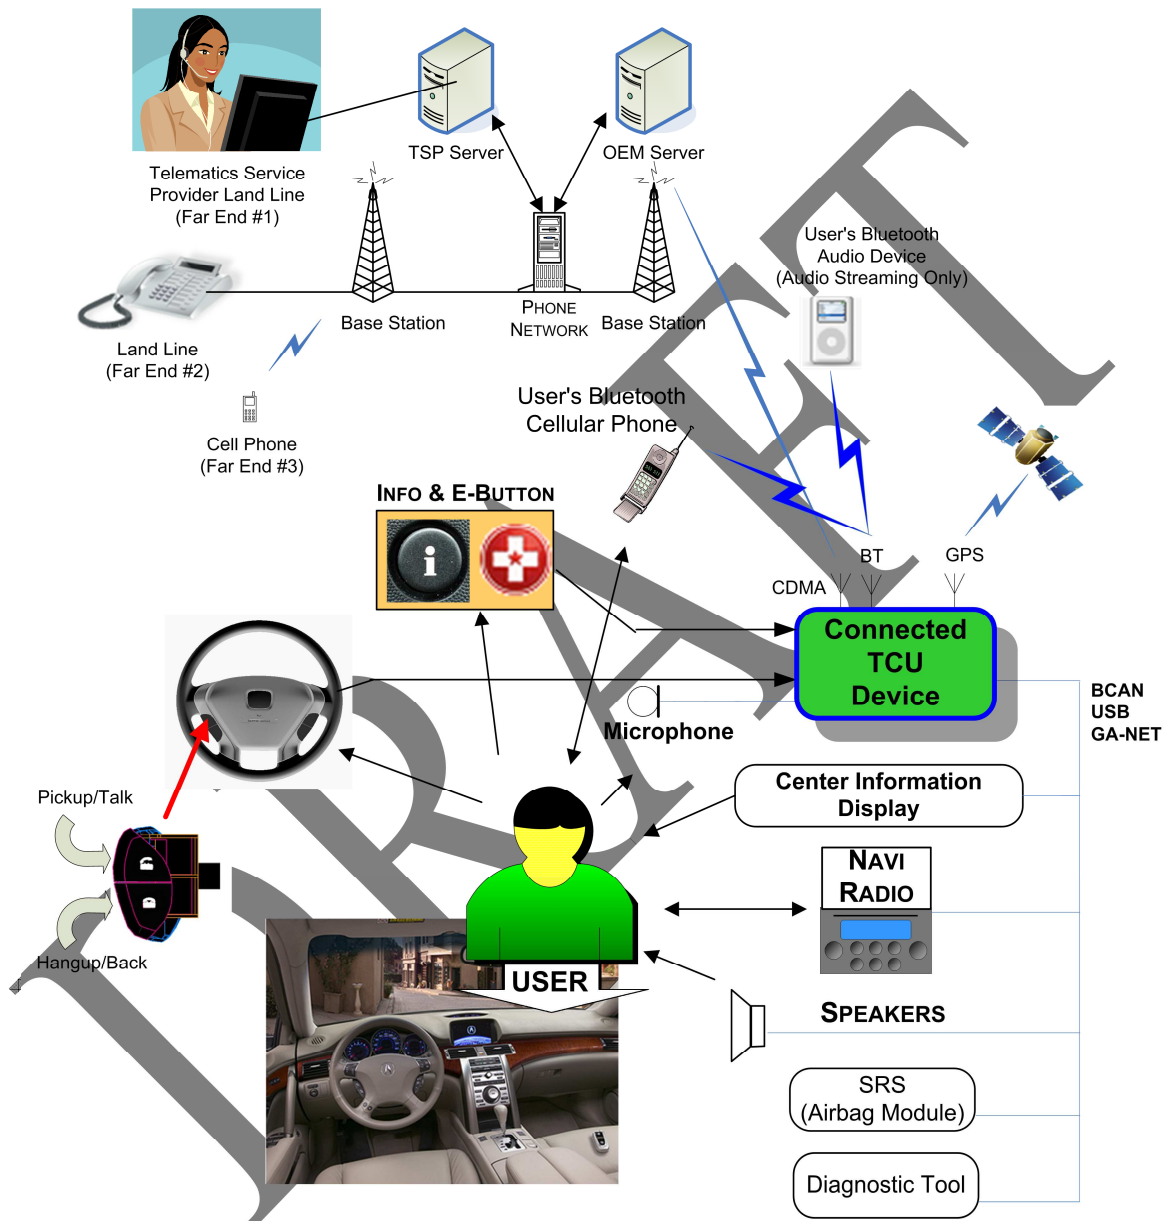 TSP Server
OEM Server
Telematics Service
Provider Land Line
(Far End #1)
User's Bluetooth
Audio Device
(Audio Streaming Only)
Base Station
PHONE
NETWORK
Base Station
Land Line
(Far End #2)
User's Bluetooth
Cellular Phone
Cell Phone
(Far End #3)
INFO & E-BUTTON
i
BT
GPS
CDMA
Connected
TCU
Device
BCAN
USB
GA-NET
Microphone
Center Information
Display
Pickup/Talk
NAVI
RADIO
Hangup/Back
USER
SPEAKERS
SRS
(Airbag Module)
Diagnostic Tool
DRAFT